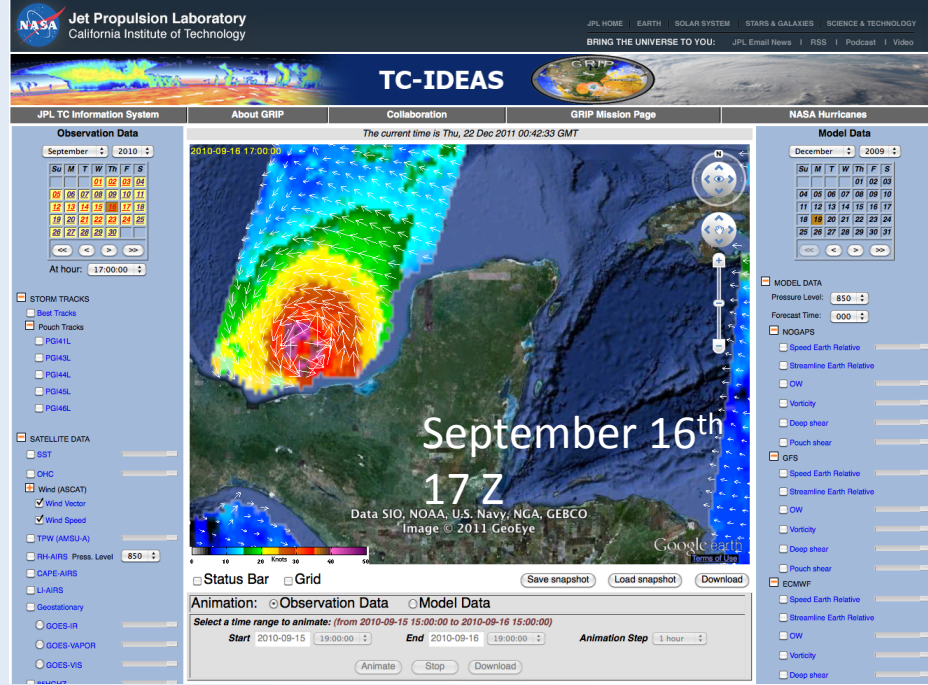 NASA
Jet Propulsion Laboratory
California Institute of Technology
JPL HOME EARTH SOLAR SYSTEM STARS & GALAXIES SCIENCE & TECHNOLOGY
BRING THE UNIVERSE TO YOU: JPL Email News | RSS | Podcast | Video
TC-IDEAS
GRIP
JPL TC Information System About GRIP Collaboration GRIP Mission Page NASA Hurricanes
Observation Data
September 2010
Su M T W Th F S
01 02 03 04
05 06 07 08 09 10 11
12 13 14 15 16 17 18
19 20 21 22 23 24 25
26 27 28 29 30
<< < > >>
At hour: 17:00:00
STORM TRACKS
Best Tracks
Pouch Tracks
PGI41L
PGI43L
PGI44L
PGI45L
PGI46L
SATELLITE DATA
SST
OHC
Wind (ASCAT)
Wind Vector
Wind Speed
TPW (AMSU-A)
RH-AIRS Press. Level 850
CAPE-AIRS
LI-AIRS
Geostationary
GOES-IR
GOES-VAPOR
GOES-VIS
The current time is Thu, 22 Dec 2011 00:42:33 GMT
2010-09-16 17:00:00
N
September 16th
17 Z
Data SIO, NOAA, U.S. Navy, NGA, GEBCO
Image © 2011 GeoEye
Google earth
Terms of Use
0 10 20 30 40 50
Knots
Status Bar Grid Save snapshot Load snapshot Download
Animation: Observation Data Model Data
Select a time range to animate: (from 2010-09-15 15:00:00 to 2010-09-16 15:00:00)
Start 2010-09-15 19:00:00 End 2010-09-16 19:00:00 Animation Step 1 hour
Animate Stop Download
Model Data
December 2009
Su M T W Th F S
01 02 03
04 05 06 07 08 09 10
11 12 13 14 15 16 17
18 19 20 21 22 23 24
25 26 27 28 29 30 31
<< < > >>
MODEL DATA
Pressure Level: 850
Forecast Time: 000
NOGAPS
Speed Earth Relative
Streamline Earth Relative
OW
Vorticity
Deep shear
Pouch shear
GFS
Speed Earth Relative
Streamline Earth Relative
OW
Vorticity
Deep shear
Pouch shear
ECMWF
Speed Earth Relative
Streamline Earth Relative
OW
Vorticity
Deep shear